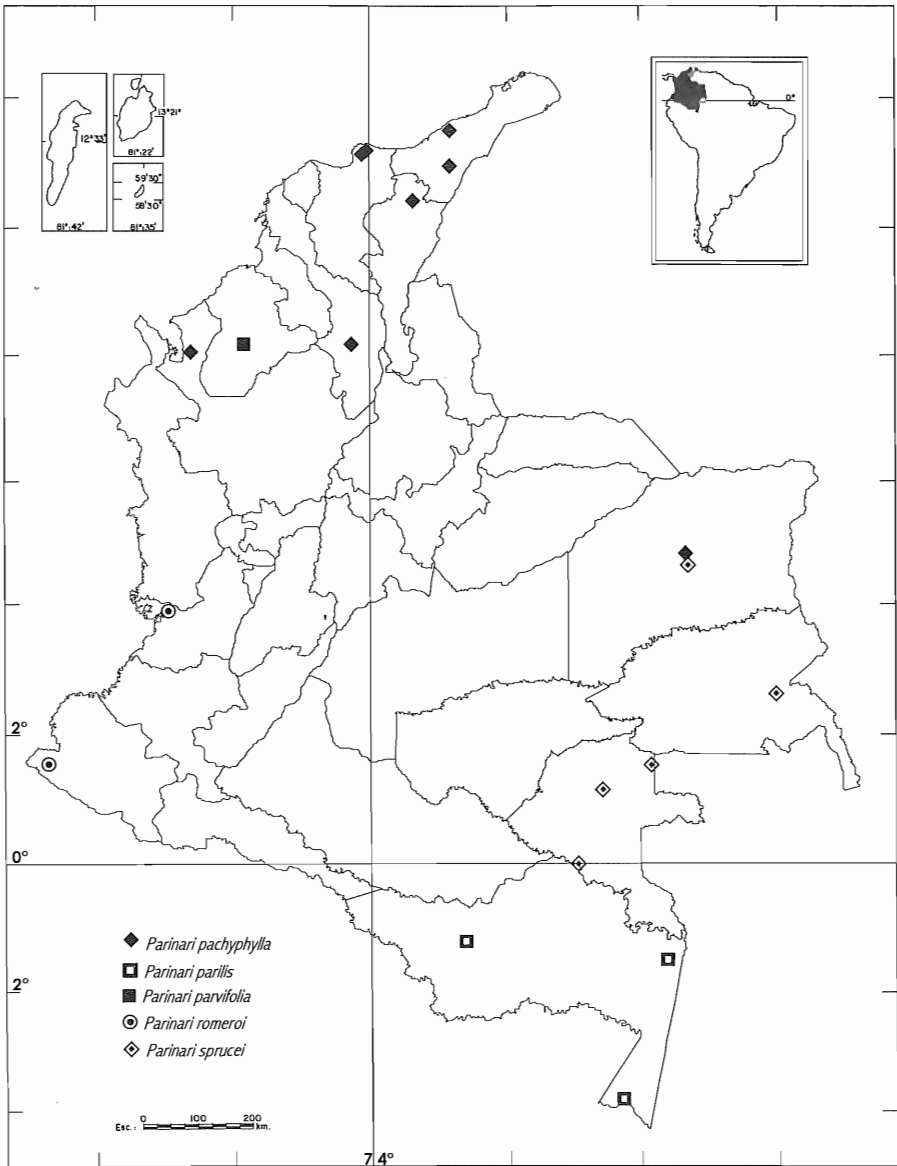 12°33'
81°42'
13°21'
81°22'
59°30"
58°30"
81°35'
0°
2°
0°
2°
Parinari pachyphylla
Parinari parilis
Parinari parvifolia
Parinari romeroi
Parinari sprucei
Esc.: 0 100 200 km.
74°